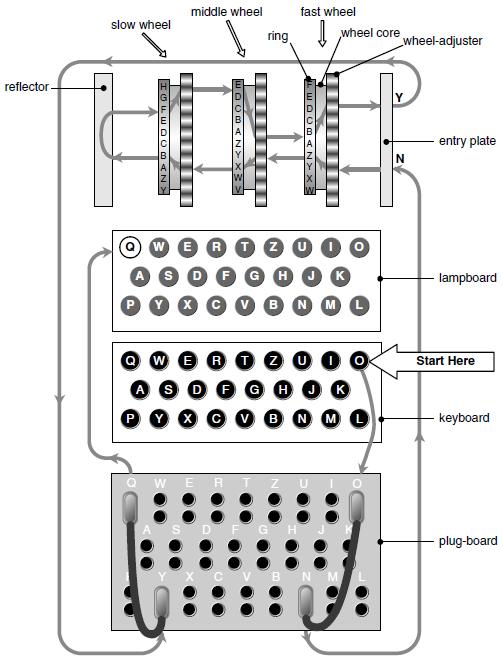 middle wheel
fast wheel
slow wheel
ring
wheel core
wheel-adjuster
reflector
H
G
F
E
D
C
B
A
Z
Y
E
D
C
B
A
Z
Y
X
W
V
F
E
D
C
B
A
Z
Y
X
W
Y
entry plate
N
Q W E R T Z U I O
A S D F G H J K
P Y X C V B N M L
lampboard
Q W E R T Z U I O
Start Here
A S D F G H J K
P Y X C V B N M L
keyboard
Q W E R T Z U I O
A S D F G H J K
plug-board
Y X C V B N M L